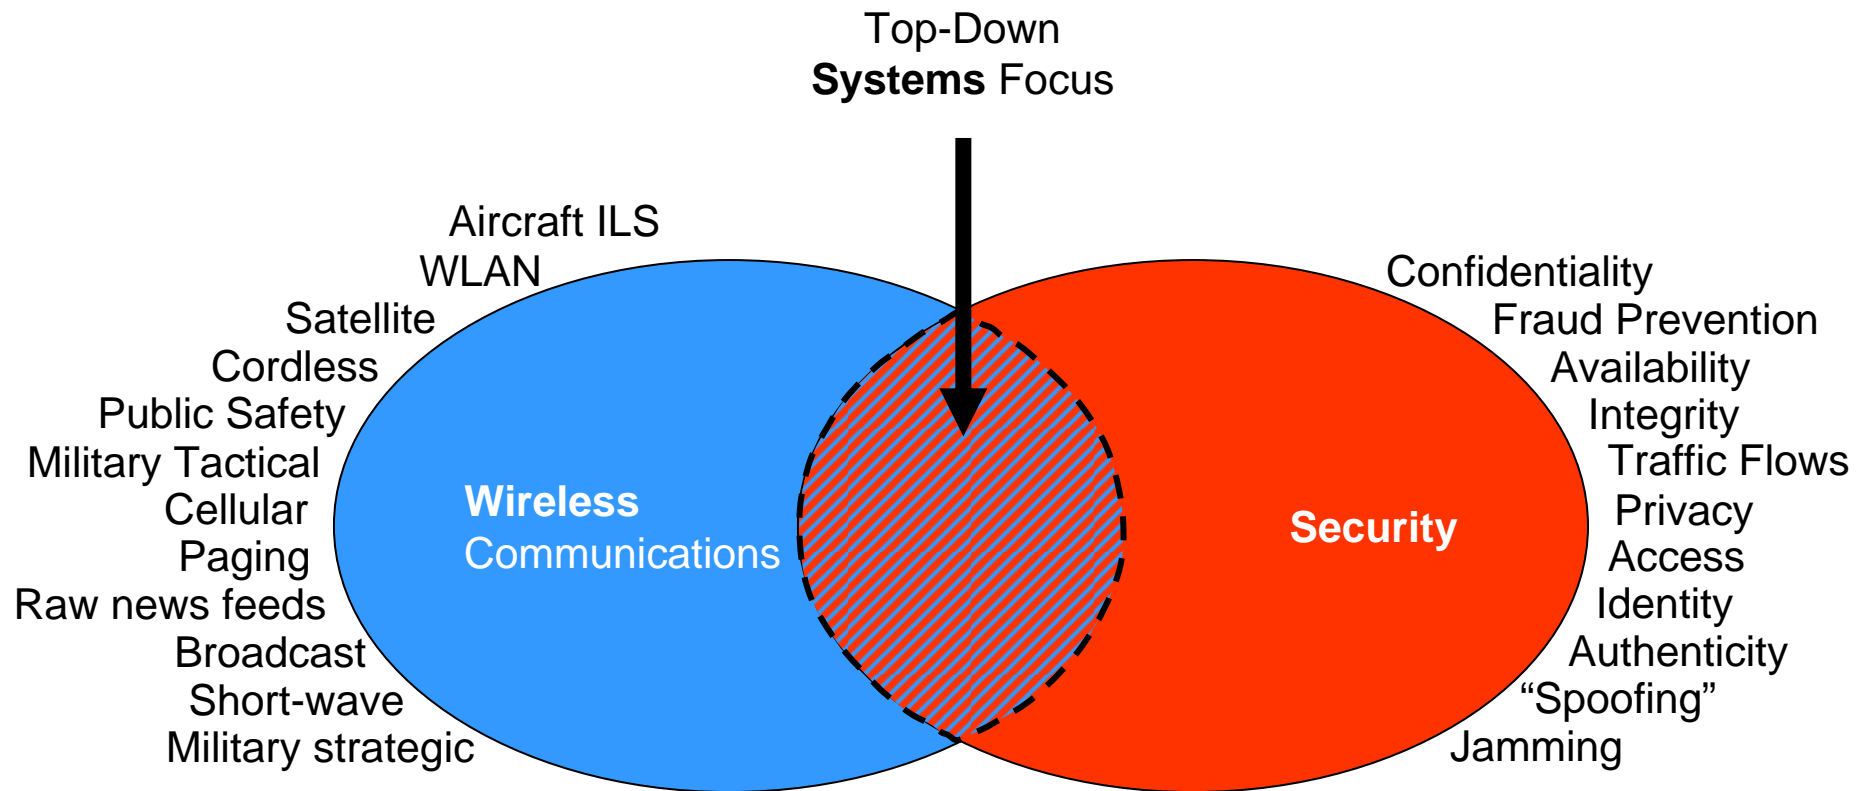 Top-Down
Systems Focus
Aircraft ILS
WLAN
Satellite
Cordless
Public Safety
Military Tactical
Cellular
Paging
Raw news feeds
Broadcast
Short-wave
Military strategic
Wireless
Communications
Security
Confidentiality
Fraud Prevention
Availability
Integrity
Traffic Flows
Privacy
Access
Identity
Authenticity
“Spoofing”
Jamming